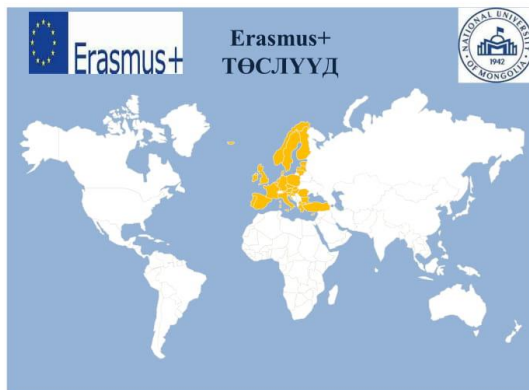 Erasmus+
Erasmus+
ТӨСЛҮҮД
NATIONAL UNIVERSITY
OF MONGOLIA
1942